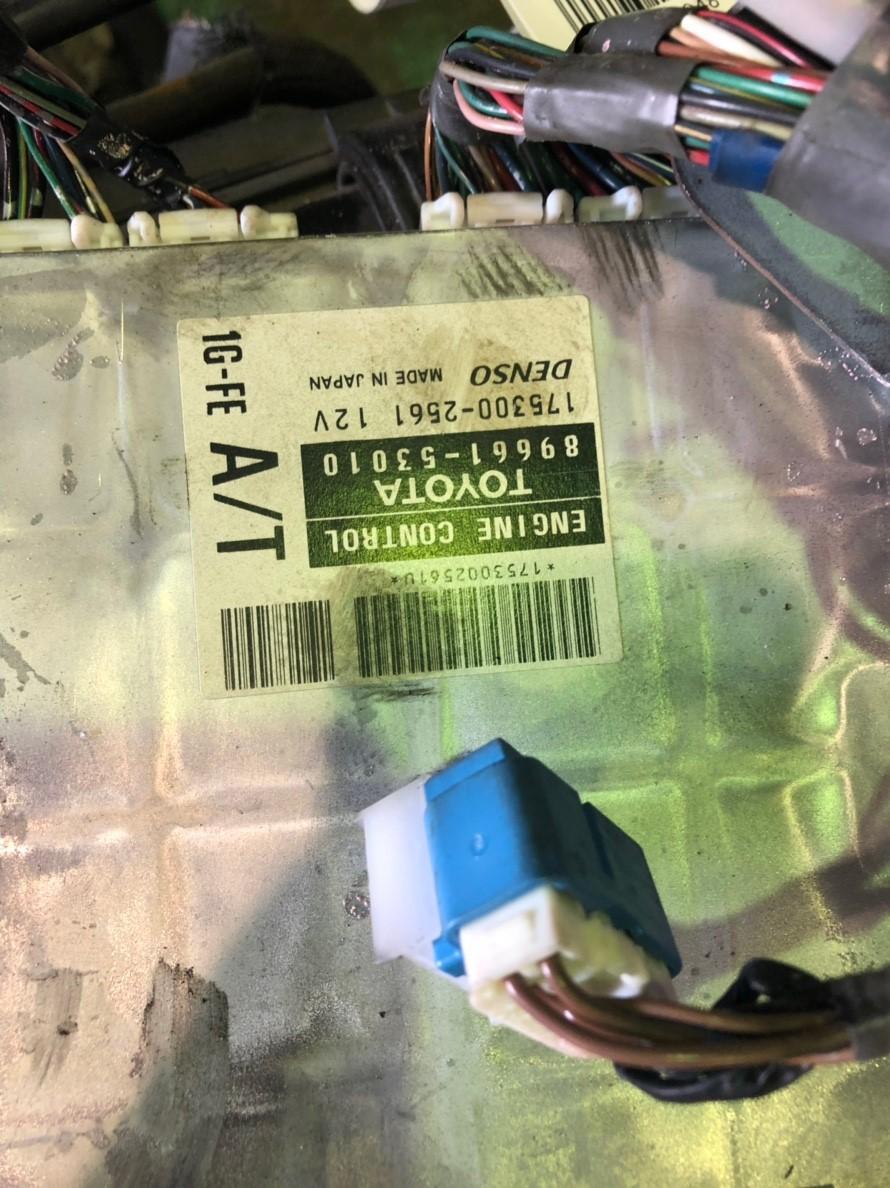 1G-FE A/T
*1753002561U*
ENGINE CONTROL
TOYOTA
89661-53010
175300-2561 12V
DENSO MADE IN JAPAN